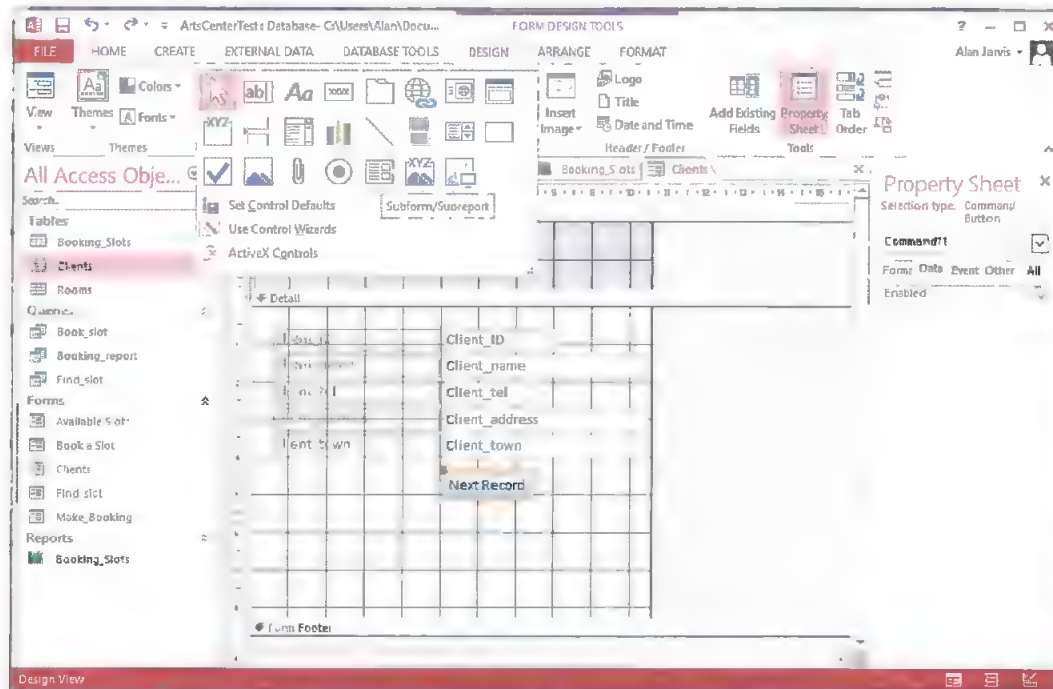 ArtsCenterTest : Database- C:\Users\Alan\Docu...
FORM DESIGN TOOLS
?
FILE
HOME
CREATE
EXTERNAL DATA
DATABASE TOOLS
DESIGN
ARRANGE
FORMAT
Alan Jarvis
View
Themes
Colors
Fonts
Views
Themes
ab
Aa
XXXX
XYZ
XYZ
Set Control Defaults
Use Control Wizards
ActiveX Controls
Subform/Subreport
Insert
Image
Logo
Title
Date and Time
Header / Footer
Add Existing
Fields
Property
Sheet
Tab
Order
Tools
All Access Obje...
Search..
Tables
Booking_Slots
Clients
Rooms
Queries
Book_slot
Booking_report
Find_slot
Forms
Available Slots
Book a Slot
Clients
Find slot
Make_Booking
Reports
Booking_Slots
Booking_Slots
Clients
Detail
Client_ID
Client_name
Client_tel
Client_address
Client_town
Next Record
Form Footer
Property Sheet
Selection type: Command
Button
Command11
Data
Event
Other
All
Enabled
Design View